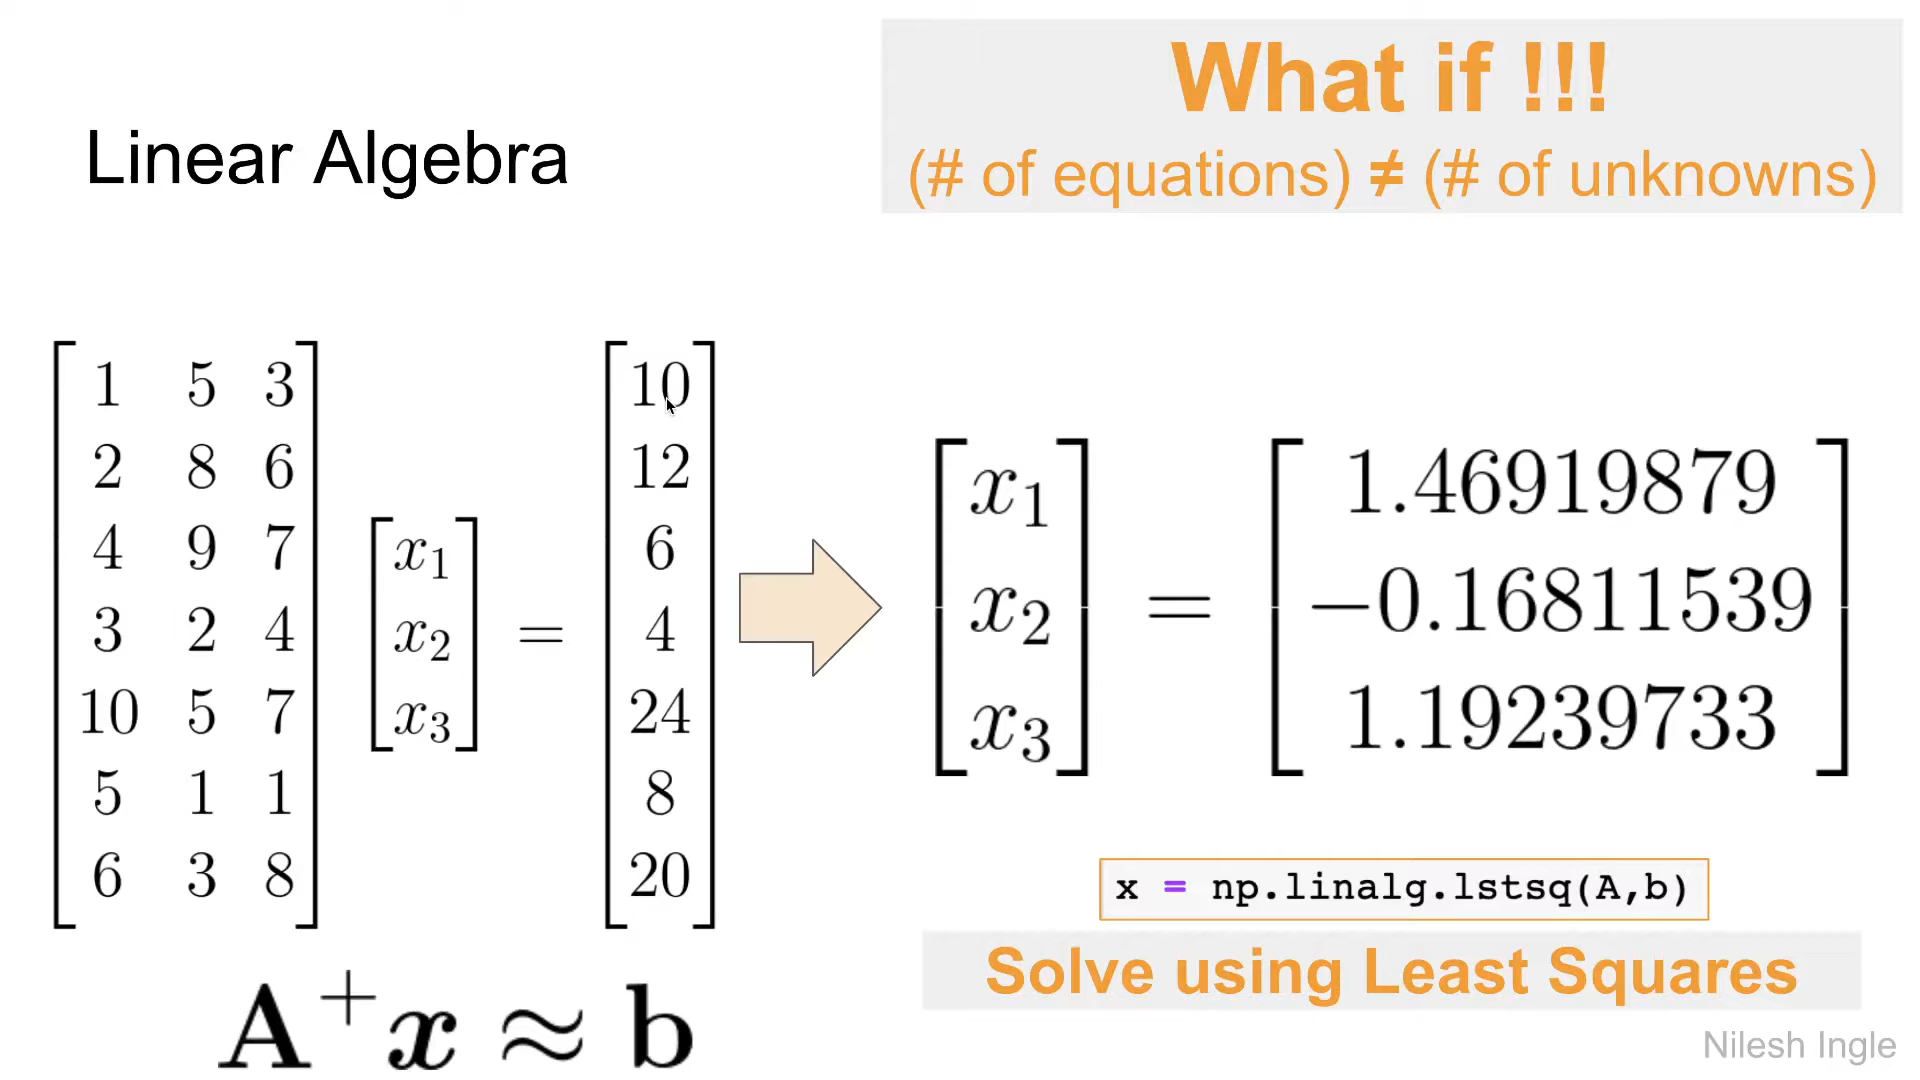 What if !!!
Linear Algebra
(# of equations) ≠ (# of unknowns)
1 5 3
2 8 6
4 9 7
3 2 4
10 5 7
5 1 1
6 3 8
x₁
x₂
x₃
=
10
12
6
4
24
8
20
x₁
x₂
x₃
=
1.46919879
−0.16811539
1.19239733
x = np.linalg.lstsq(A,b)
Solve using Least Squares
A⁺x ≈ b
Nilesh Ingle